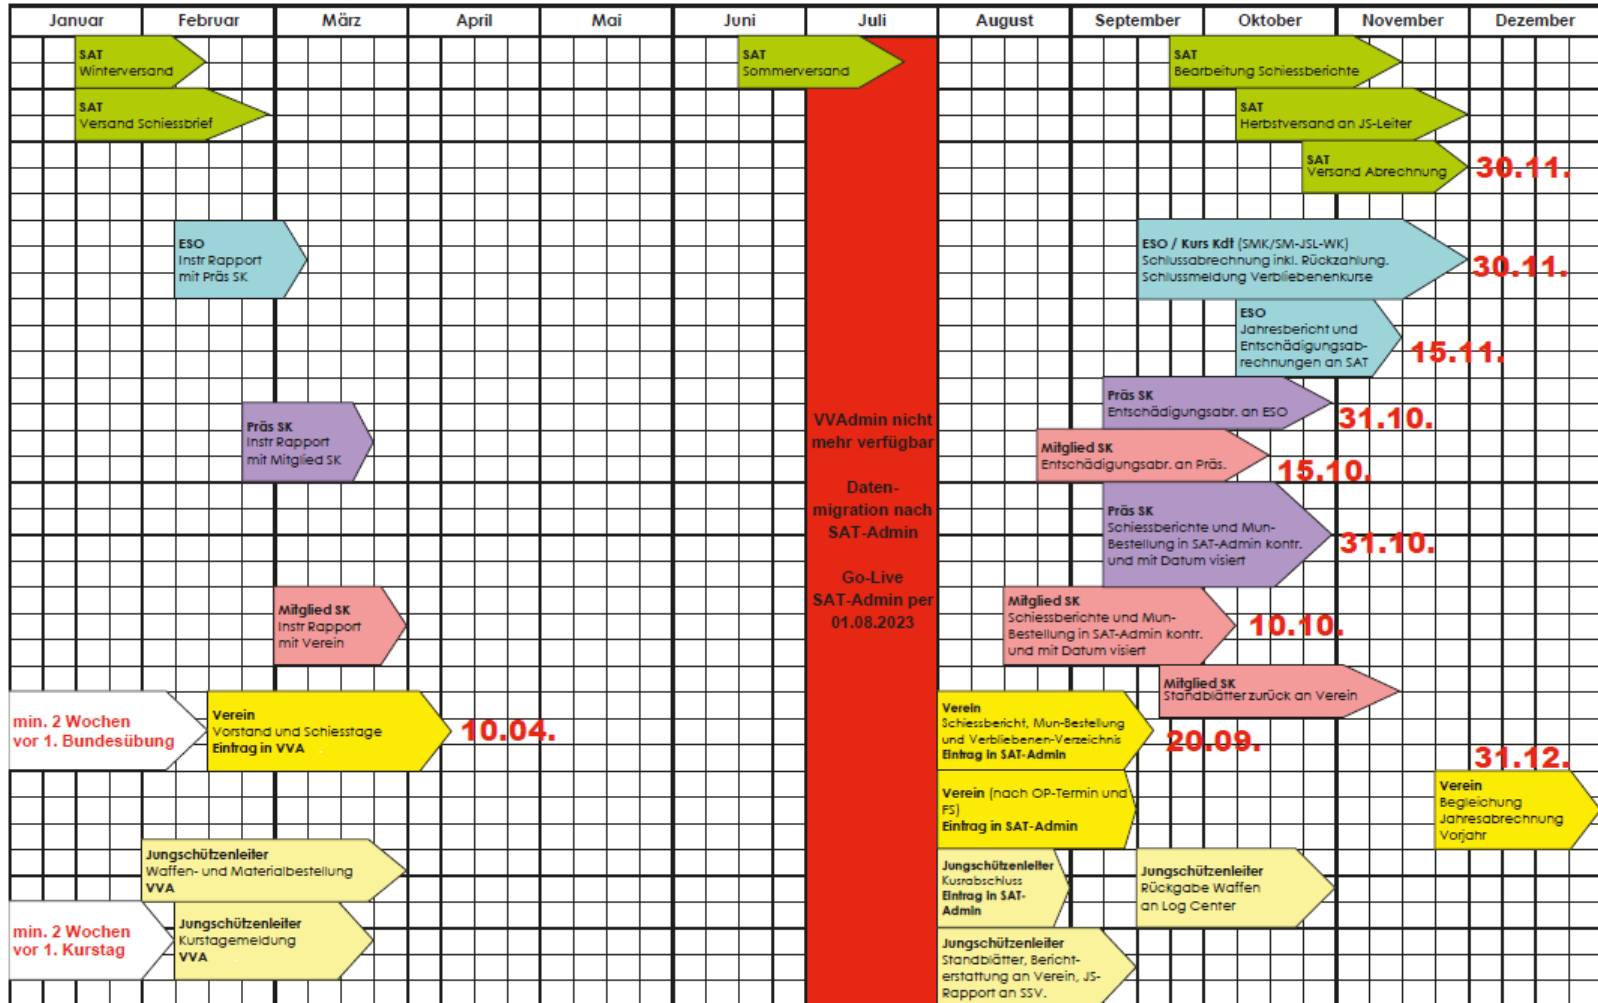 Januar Februar März April Mai Juni Juli August September Oktober November Dezember
SAT
Winterversand
SAT
Sommerversand
SAT
Bearbeitung Schiessberichte
SAT
Versand Schiessbrief
SAT
Herbstversand an JS-Leiter
SAT
Versand Abrechnung
30.11.
ESO
Instr Rapport
mit Präs SK
ESO / Kurs Kdt (SMK/SM-JSL-WK)
Schlussabrechnung inkl. Rückzahlung.
Schlussmeldung Verbliebenenkurse
30.11.
ESO
Jahresbericht und
Entschädigungsab-
rechnungen an SAT
15.11.
Präs SK
Entschädigungsabr. an ESO
31.10.
Präs SK
Instr Rapport
mit Mitglied SK
VVAdmin nicht
mehr verfügbar
Daten-
migration nach
SAT-Admin
Go-Live
SAT-Admin per
01.08.2023
Mitglied SK
Entschädigungsabr. an Präs.
15.10.
Präs SK
Schiessberichte und Mun-
Bestellung in SAT-Admin kontr.
und mit Datum visiert
31.10.
Mitglied SK
Instr Rapport
mit Verein
Mitglied SK
Schiessberichte und Mun-
Bestellung in SAT-Admin kontr.
und mit Datum visiert
10.10.
Mitglied SK
Standblätter zurück an Verein
min. 2 Wochen
vor 1. Bundesübung
Verein
Vorstand und Schiesstage
Eintrag in VVA
10.04.
Verein
Schiessbericht, Mun-Bestellung
und Verbliebenen-Verzeichnis
Eintrag in SAT-Admin
20.09.
31.12.
Verein (nach OP-Termin und
FS)
Eintrag in SAT-Admin
Verein
Begleichung
Jahresabrechnung
Vorjahr
Jungschützenleiter
Waffen- und Materialbestellung
VVA
Jungschützenleiter
Kusrabschluss
Eintrag in SAT-
Admin
Jungschützenleiter
Rückgabe Waffen
an Log Center
min. 2 Wochen
vor 1. Kurstag
Jungschützenleiter
Kurstagemeldung
VVA
Jungschützenleiter
Standblätter, Bericht-
erstattung an Verein, JS-
Rapport an SSV.